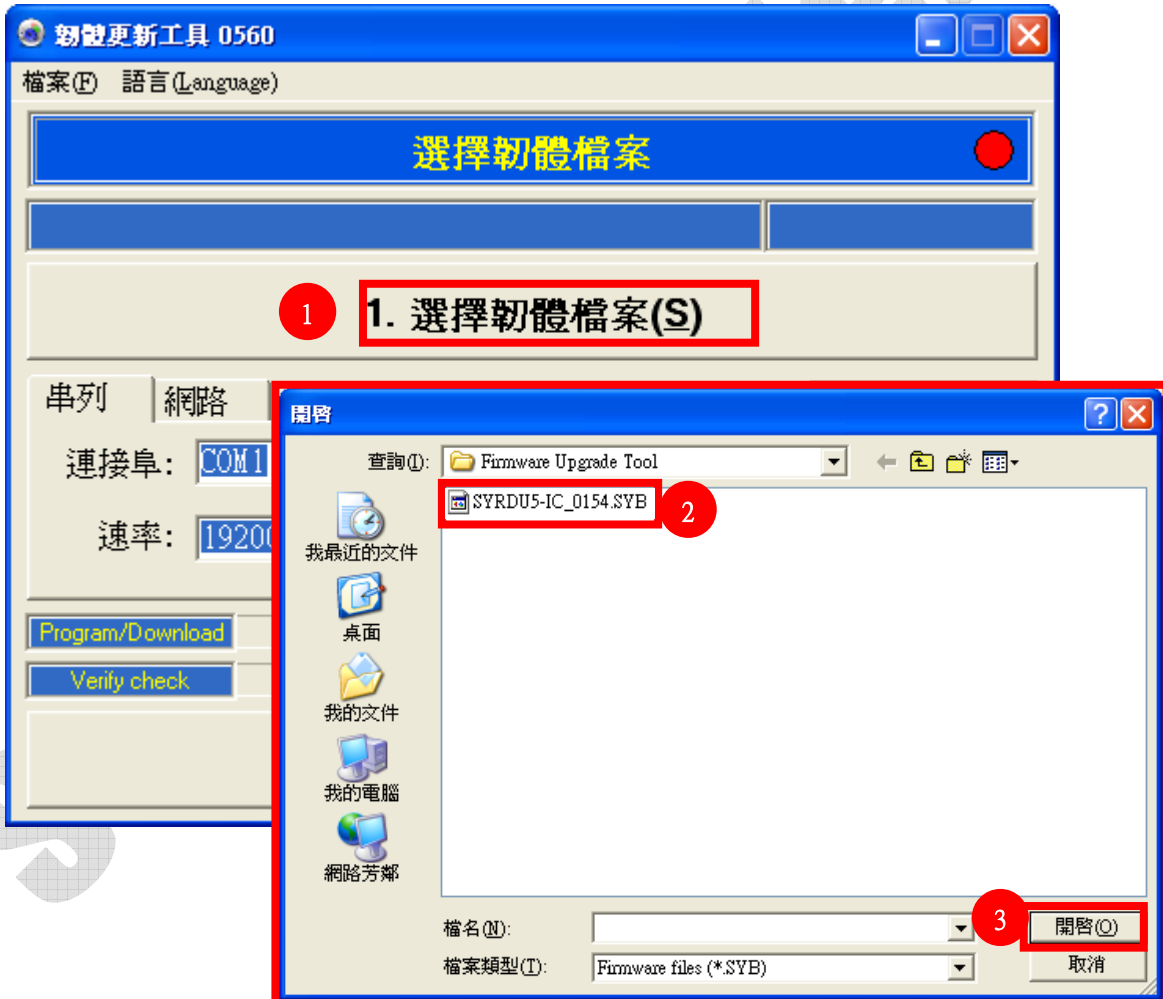 韌體更新工具 0560
檔案(F) 語言(Language)
選擇韌體檔案
1
1. 選擇韌體檔案(S)
串列 網路
連接阜: COM1
速率: 19200
Program/Download
Verify check
開啓
查詢(I): Firmware Upgrade Tool
SYRDU5-IC_0154.SYB
2
我最近的文件
桌面
我的文件
我的電腦
網路芳鄰
檔名(N):
3
開啓(O)
檔案類型(T): Firmware files (*.SYB)
取消